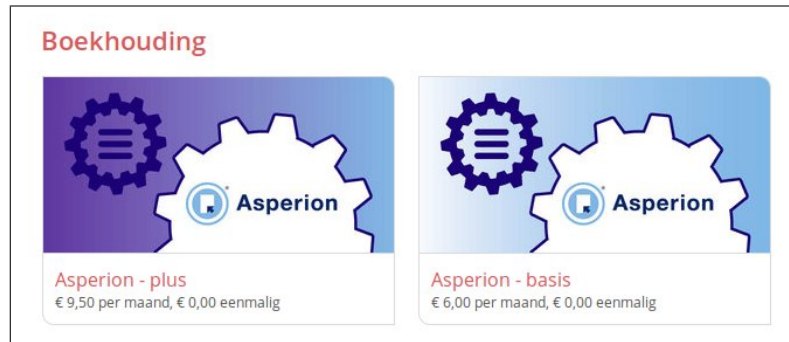 Boekhouding
Asperion
Asperion
Asperion - plus
€ 9,50 per maand, € 0,00 eenmalig
Asperion - basis
€ 6,00 per maand, € 0,00 eenmalig